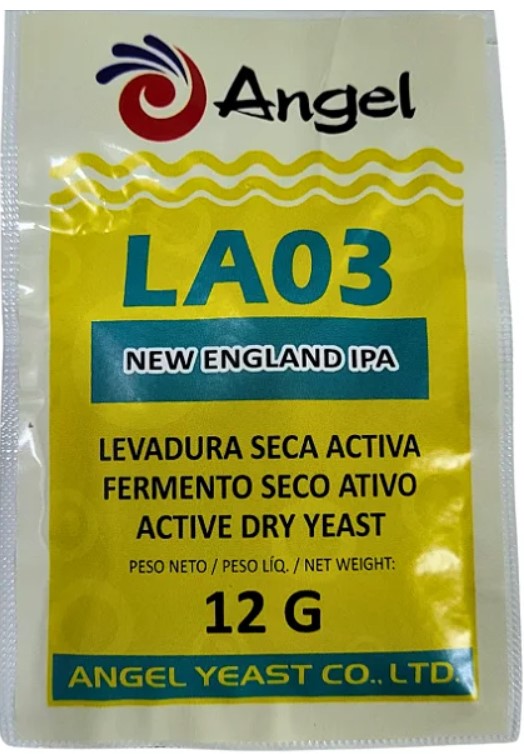 Angel
LA03
NEW ENGLAND IPA
LEVADURA SECA ACTIVA
FERMENTO SECO ATIVO
ACTIVE DRY YEAST
PESO NETO / PESO LÍQ. / NET WEIGHT:
12 G
ANGEL YEAST CO., LTD.